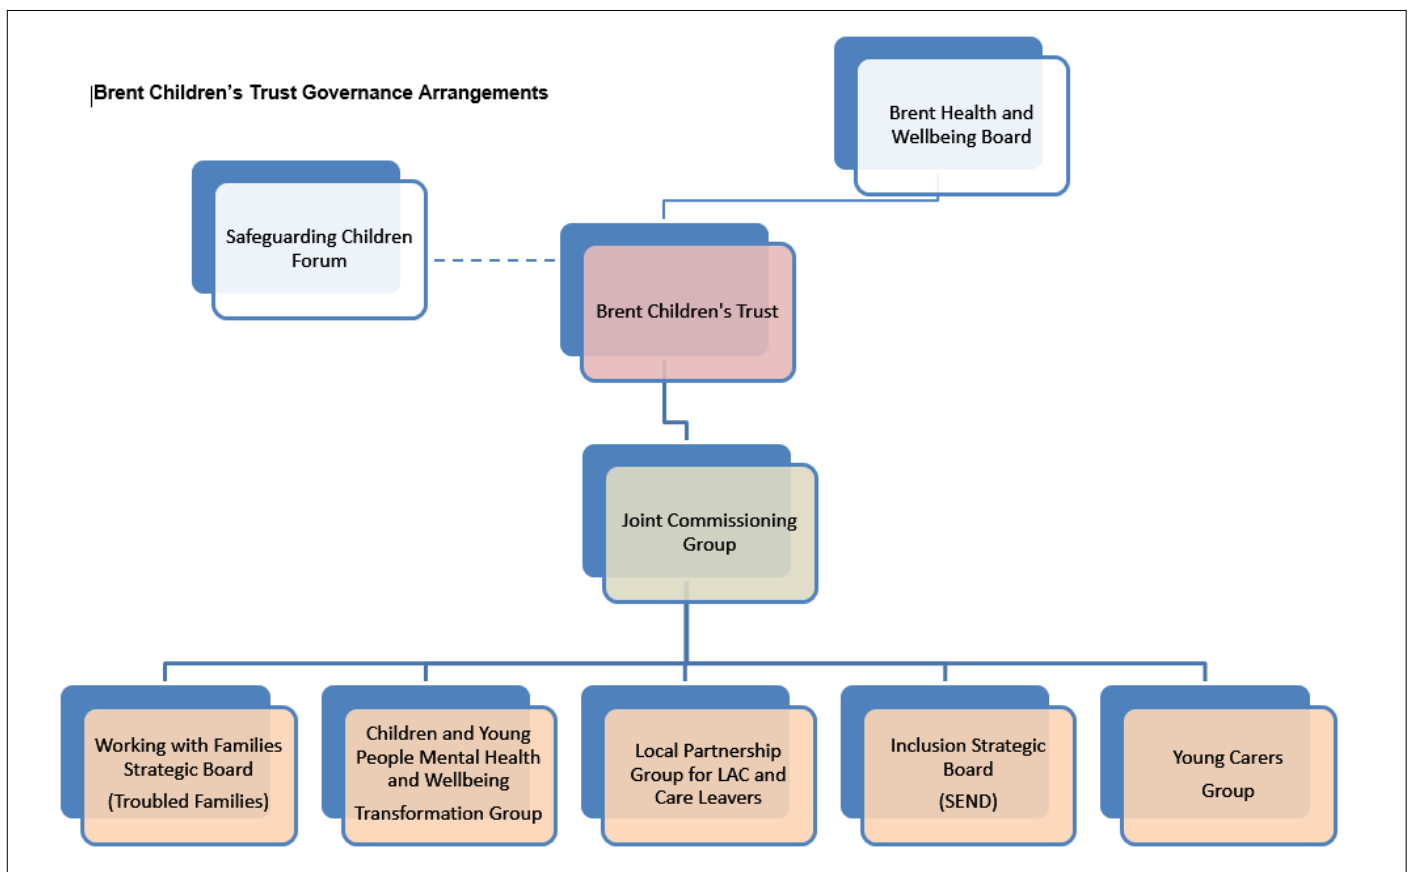 Brent Children’s Trust Governance Arrangements
Brent Health and
Wellbeing Board
Safeguarding Children
Forum
Brent Children's Trust
Joint Commissioning
Group
Working with Families
Strategic Board
(Troubled Families)
Children and Young
People Mental Health
and Wellbeing
Transformation Group
Local Partnership
Group for LAC and
Care Leavers
Inclusion Strategic
Board
(SEND)
Young Carers
Group